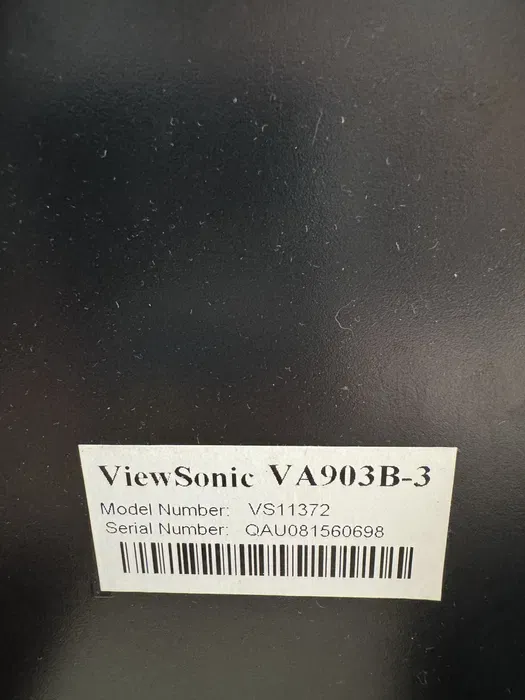 ViewSonic VA903B-3
Model Number: VS11372
Serial Number: QAU081560698